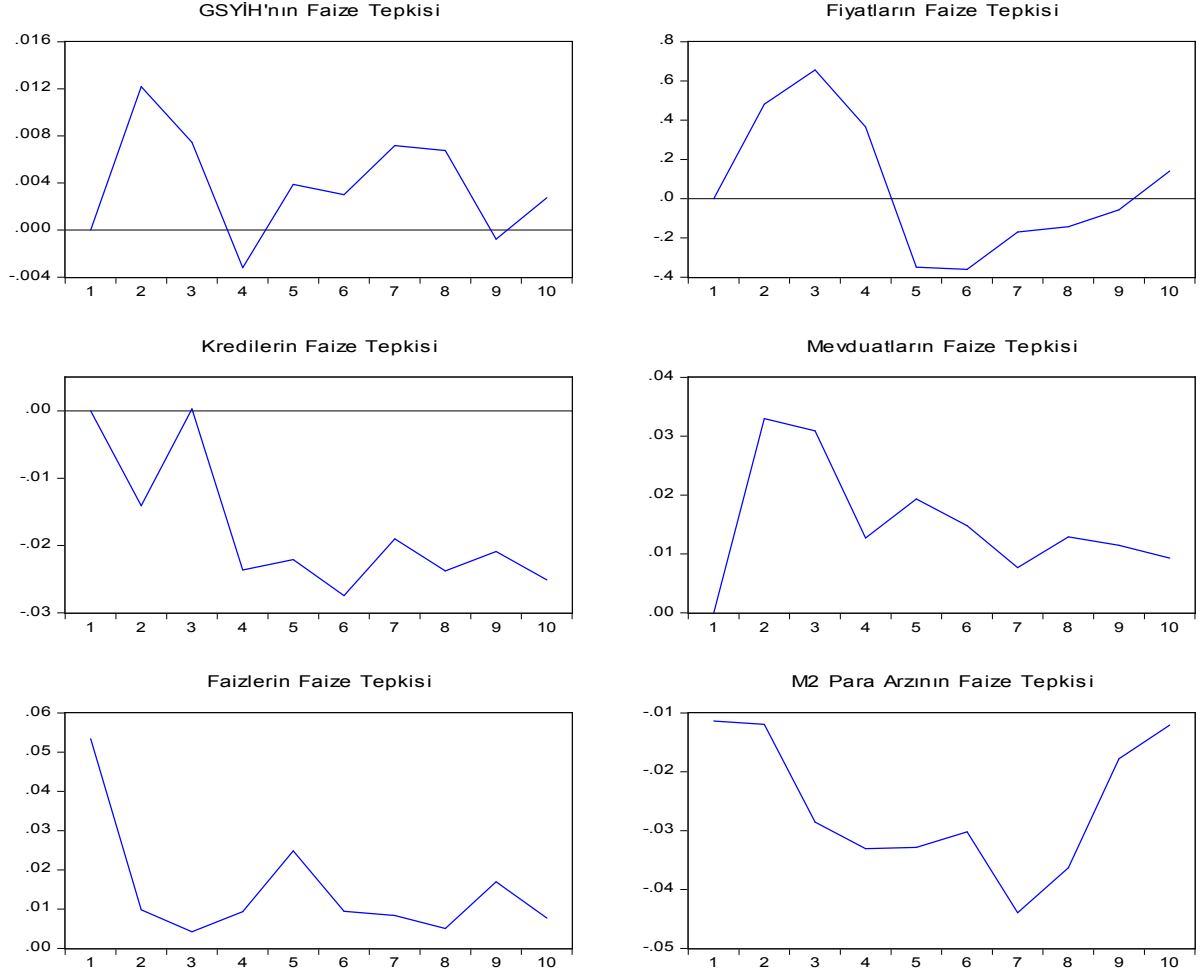 GSYİH'nın Faize Tepkisi
.016
.012
.008
.004
.000
-.004
1 2 3 4 5 6 7 8 9 10
Fiyatların Faize Tepkisi
.8
.6
.4
.2
.0
-.2
-.4
1 2 3 4 5 6 7 8 9 10
Kredilerin Faize Tepkisi
.00
-.01
-.02
-.03
1 2 3 4 5 6 7 8 9 10
Mevduatların Faize Tepkisi
.04
.03
.02
.01
.00
1 2 3 4 5 6 7 8 9 10
Faizlerin Faize Tepkisi
.06
.05
.04
.03
.02
.01
.00
1 2 3 4 5 6 7 8 9 10
M2 Para Arzının Faize Tepkisi
-.01
-.02
-.03
-.04
-.05
1 2 3 4 5 6 7 8 9 10